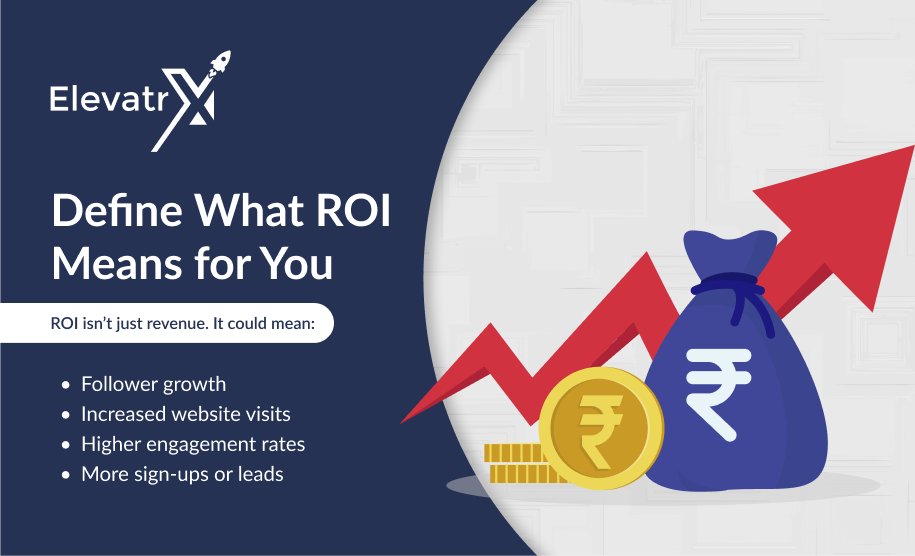 ElevatrX
Define What ROI
Means for You
ROI isn’t just revenue. It could mean:
• Follower growth
• Increased website visits
• Higher engagement rates
• More sign-ups or leads
₹
₹